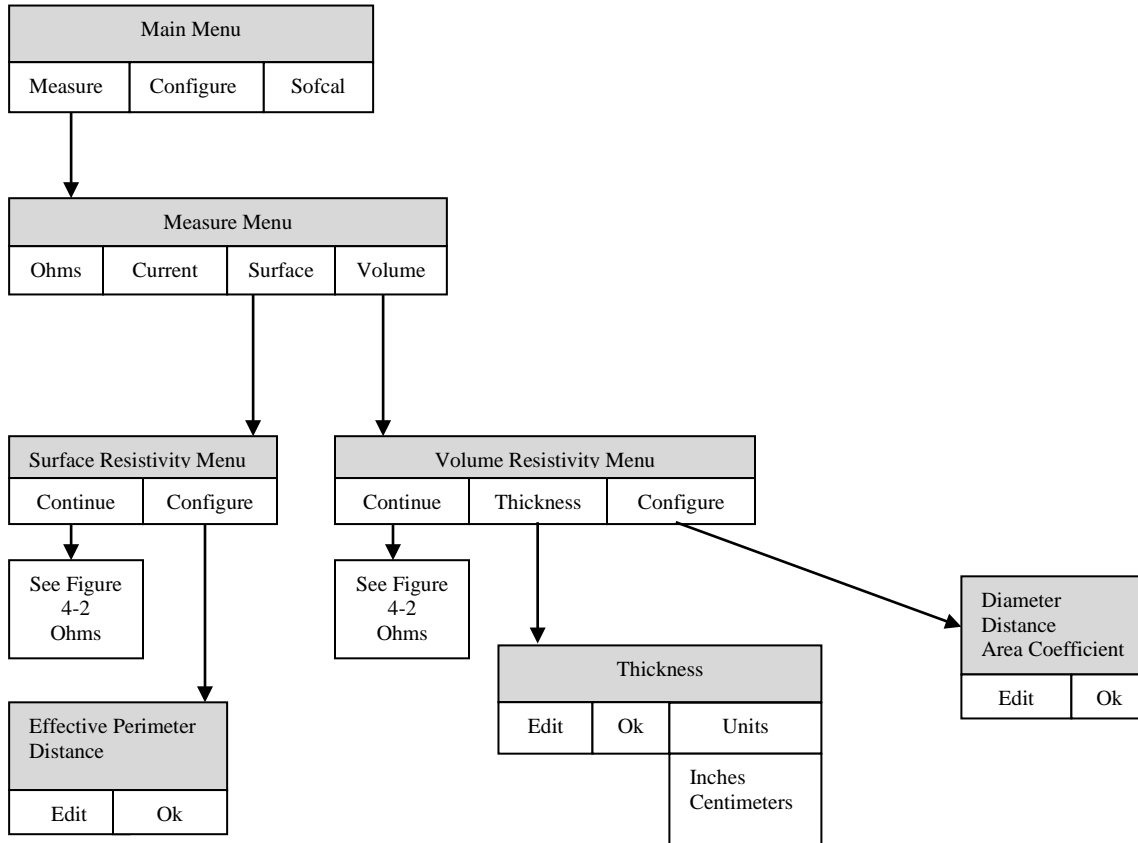 Main Menu
Measure Configure Sofcal
Measure Menu
Ohms Current Surface Volume
Surface Resistivity Menu
Continue Configure
See Figure
4-2
Ohms
Effective Perimeter
Distance
Edit Ok
Volume Resistivity Menu
Continue Thickness Configure
See Figure
4-2
Ohms
Thickness
Edit Ok Units
Inches
Centimeters
Diameter
Distance
Area Coefficient
Edit Ok